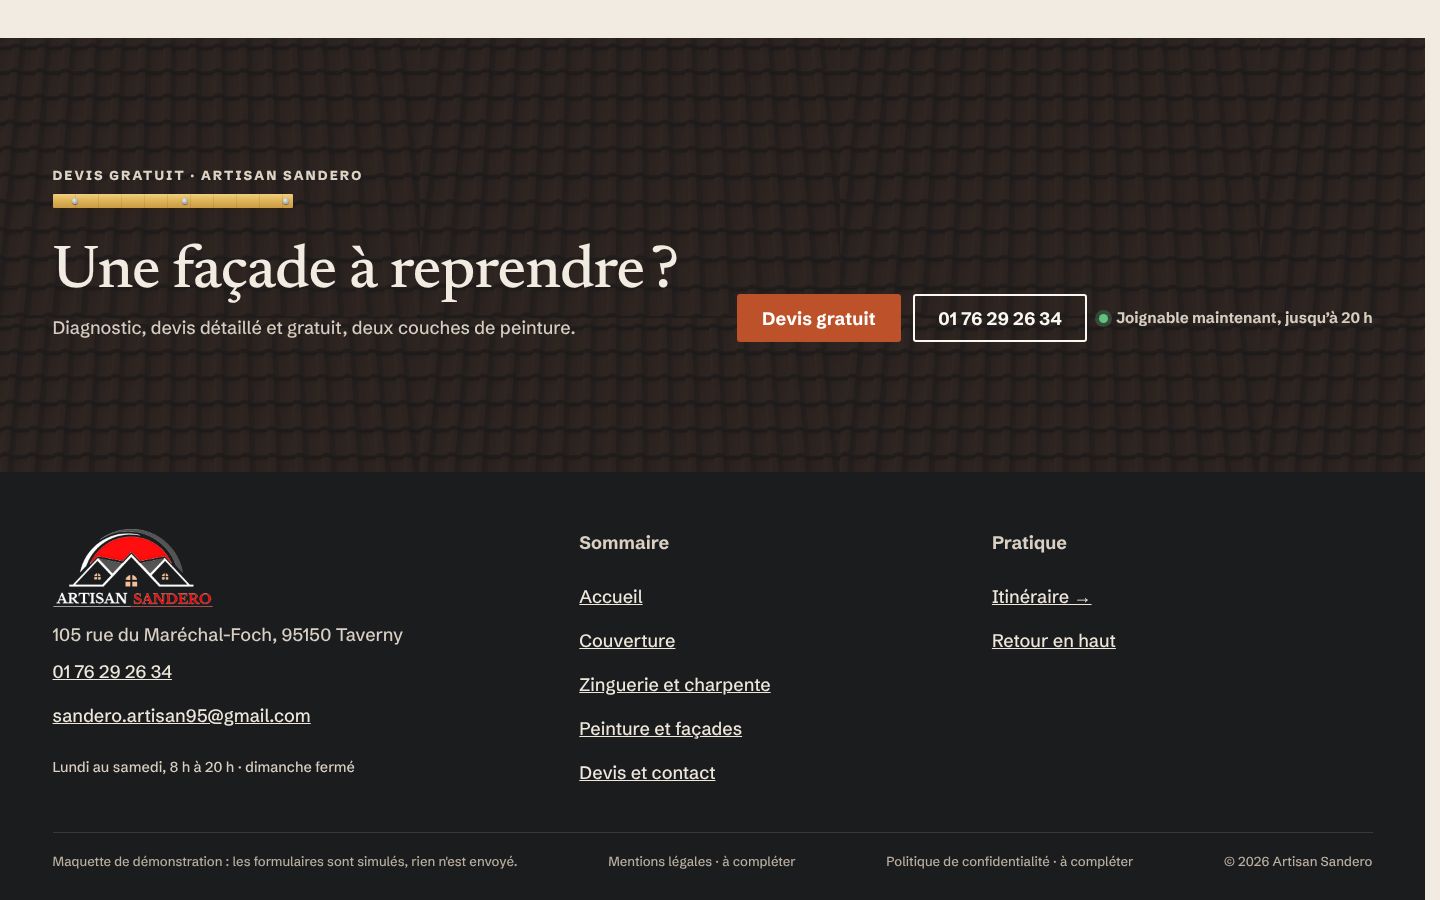 DEVIS GRATUIT · ARTISAN SANDERO
Une façade à reprendre ?
Diagnostic, devis détaillé et gratuit, deux couches de peinture.
Devis gratuit
01 76 29 26 34
Joignable maintenant, jusqu’à 20 h
ARTISAN SANDERO
105 rue du Maréchal-Foch, 95150 Taverny
01 76 29 26 34
sandero.artisan95@gmail.com
Lundi au samedi, 8 h à 20 h · dimanche fermé
Sommaire
Accueil
Couverture
Zinguerie et charpente
Peinture et façades
Devis et contact
Pratique
Itinéraire →
Retour en haut
Maquette de démonstration : les formulaires sont simulés, rien n'est envoyé.
Mentions légales · à compléter
Politique de confidentialité · à compléter
© 2026 Artisan Sandero